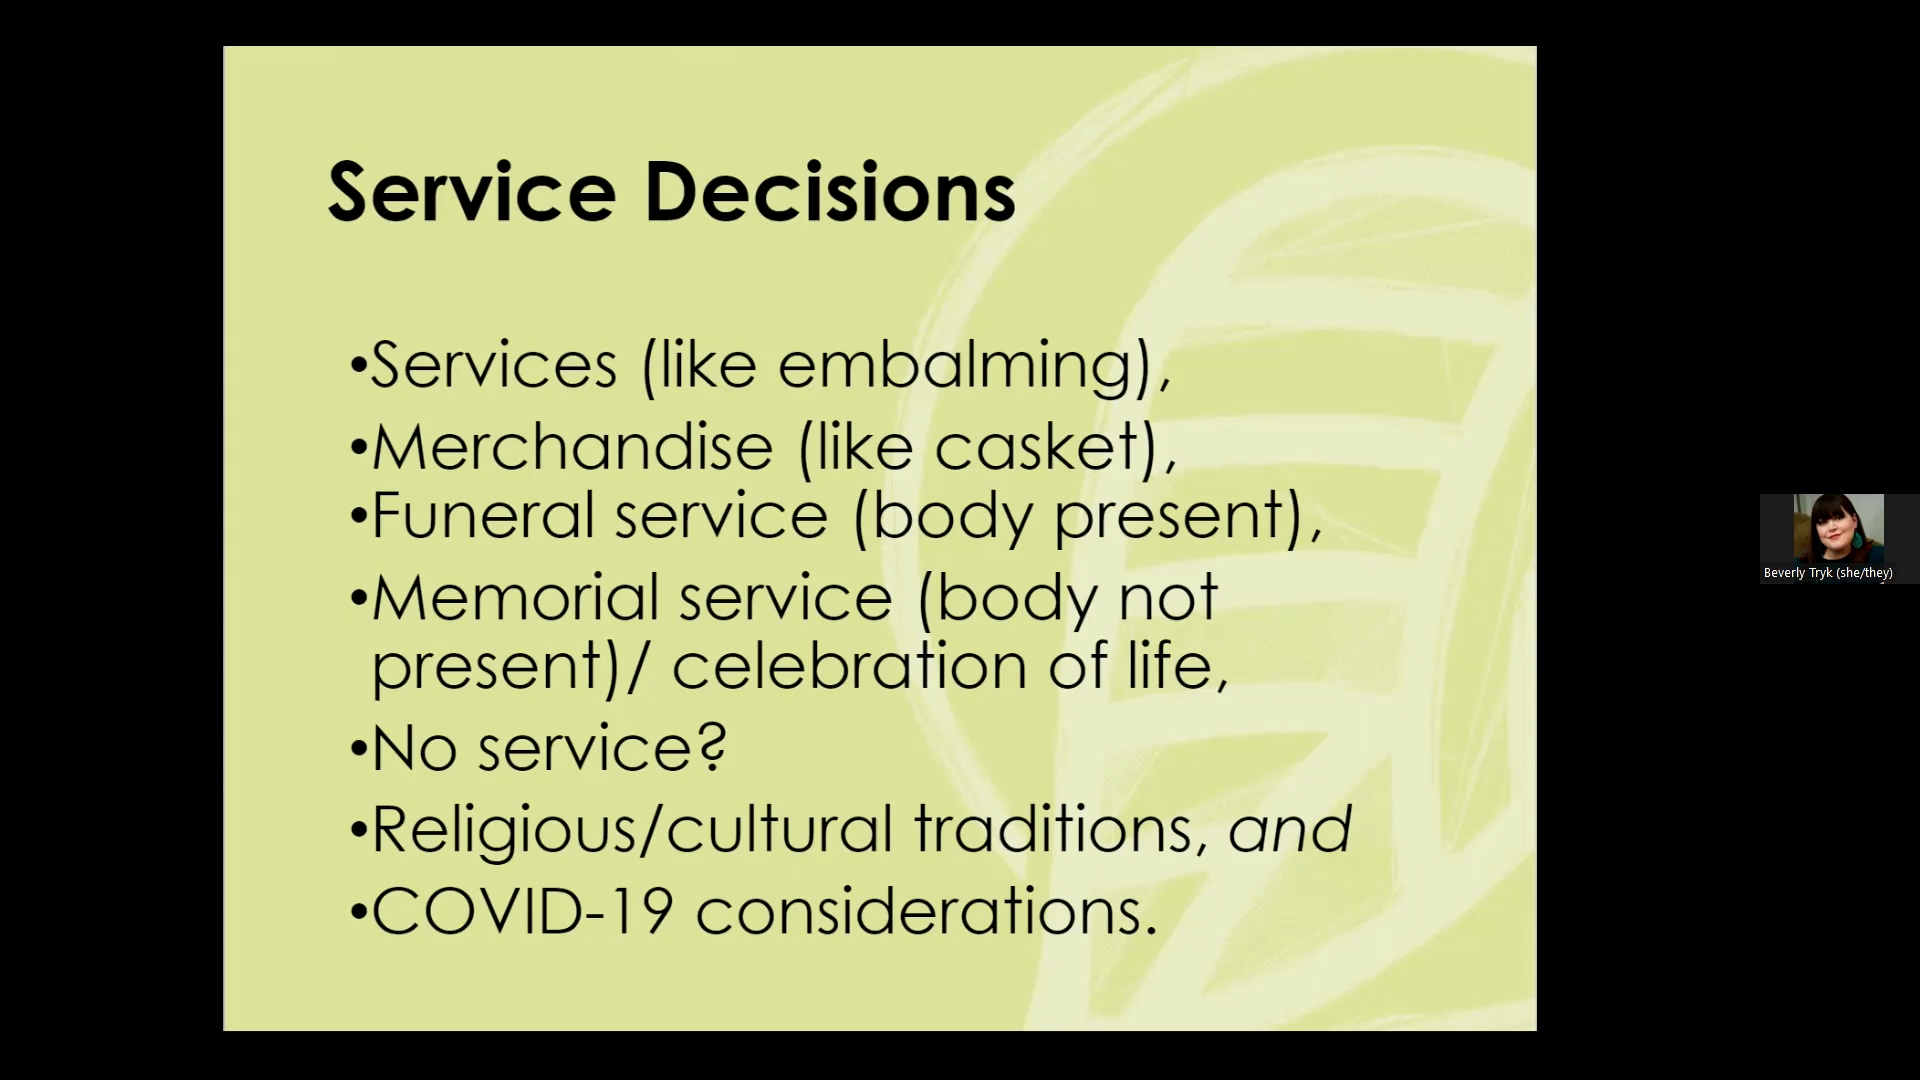 Service Decisions
•Services (like embalming),
•Merchandise (like casket),
•Funeral service (body present),
•Memorial service (body not
present)/ celebration of life,
•No service?
•Religious/cultural traditions, and
•COVID-19 considerations.
Beverly Tryk (she/they)